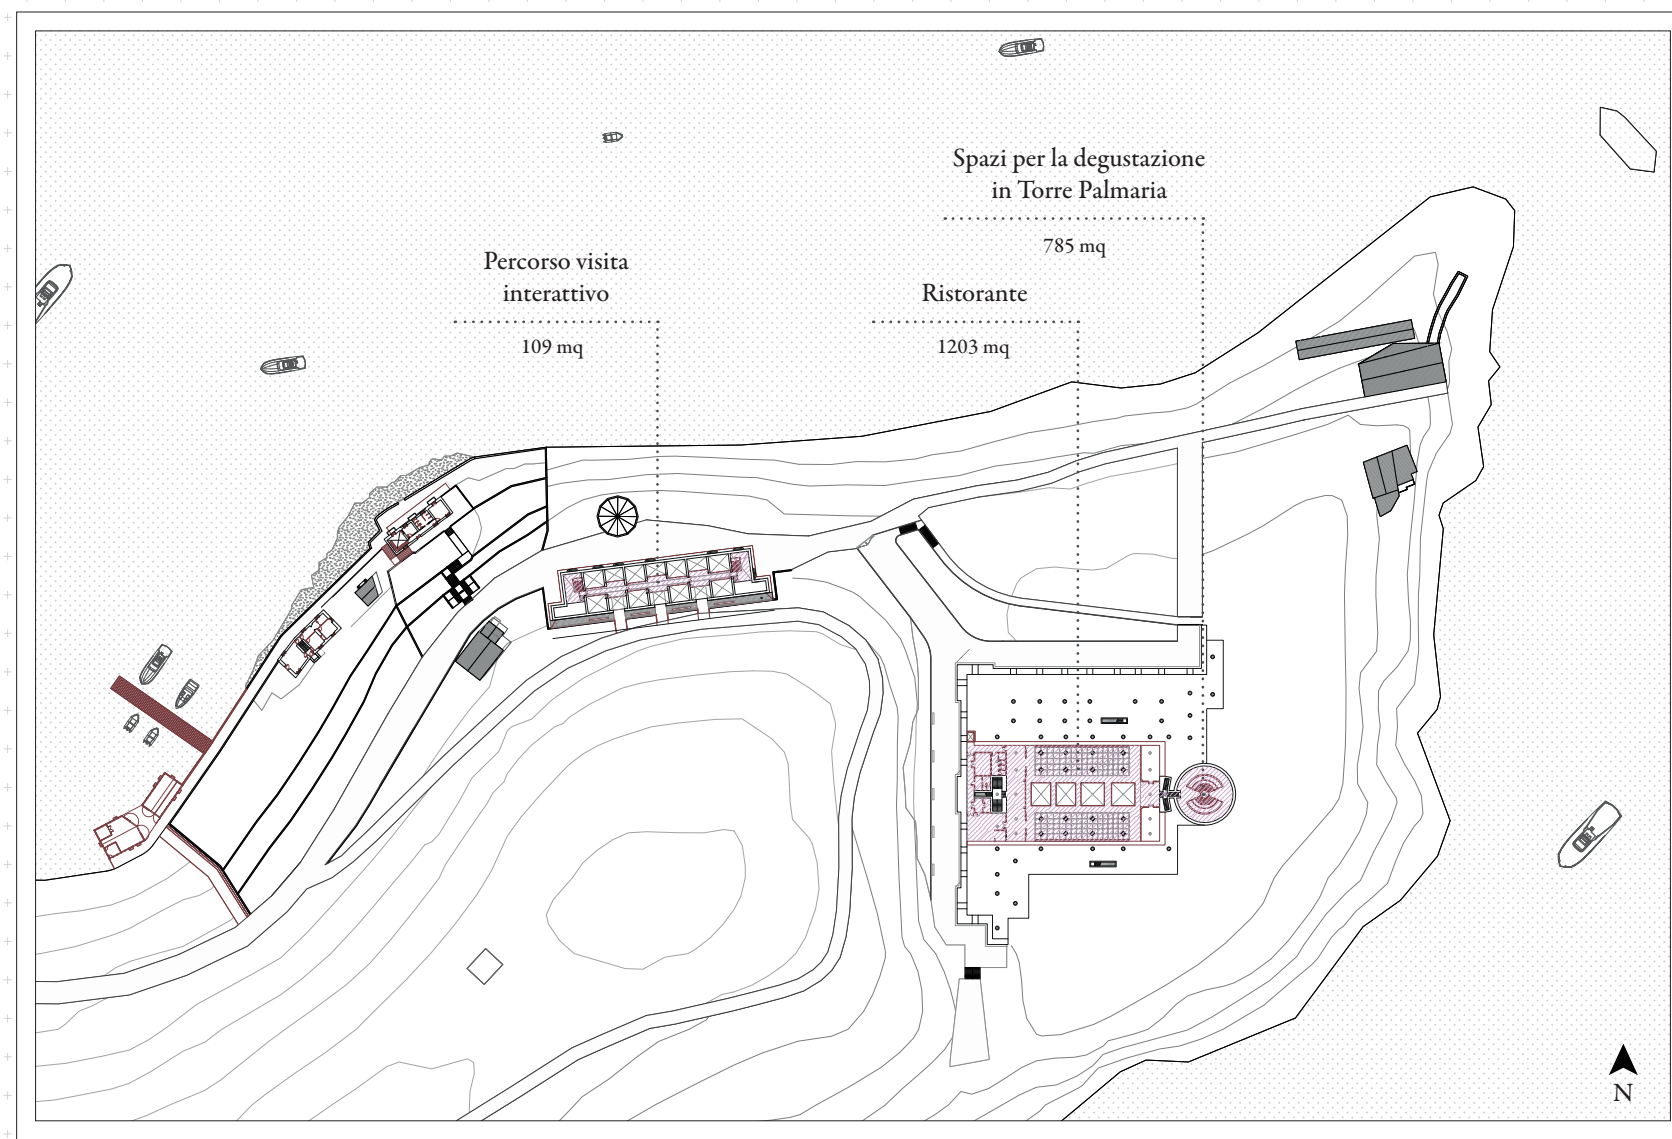 Spazi per la degustazione
in Torre Palmaria
785 mq
Percorso visita
interattivo
109 mq
Ristorante
1203 mq
N